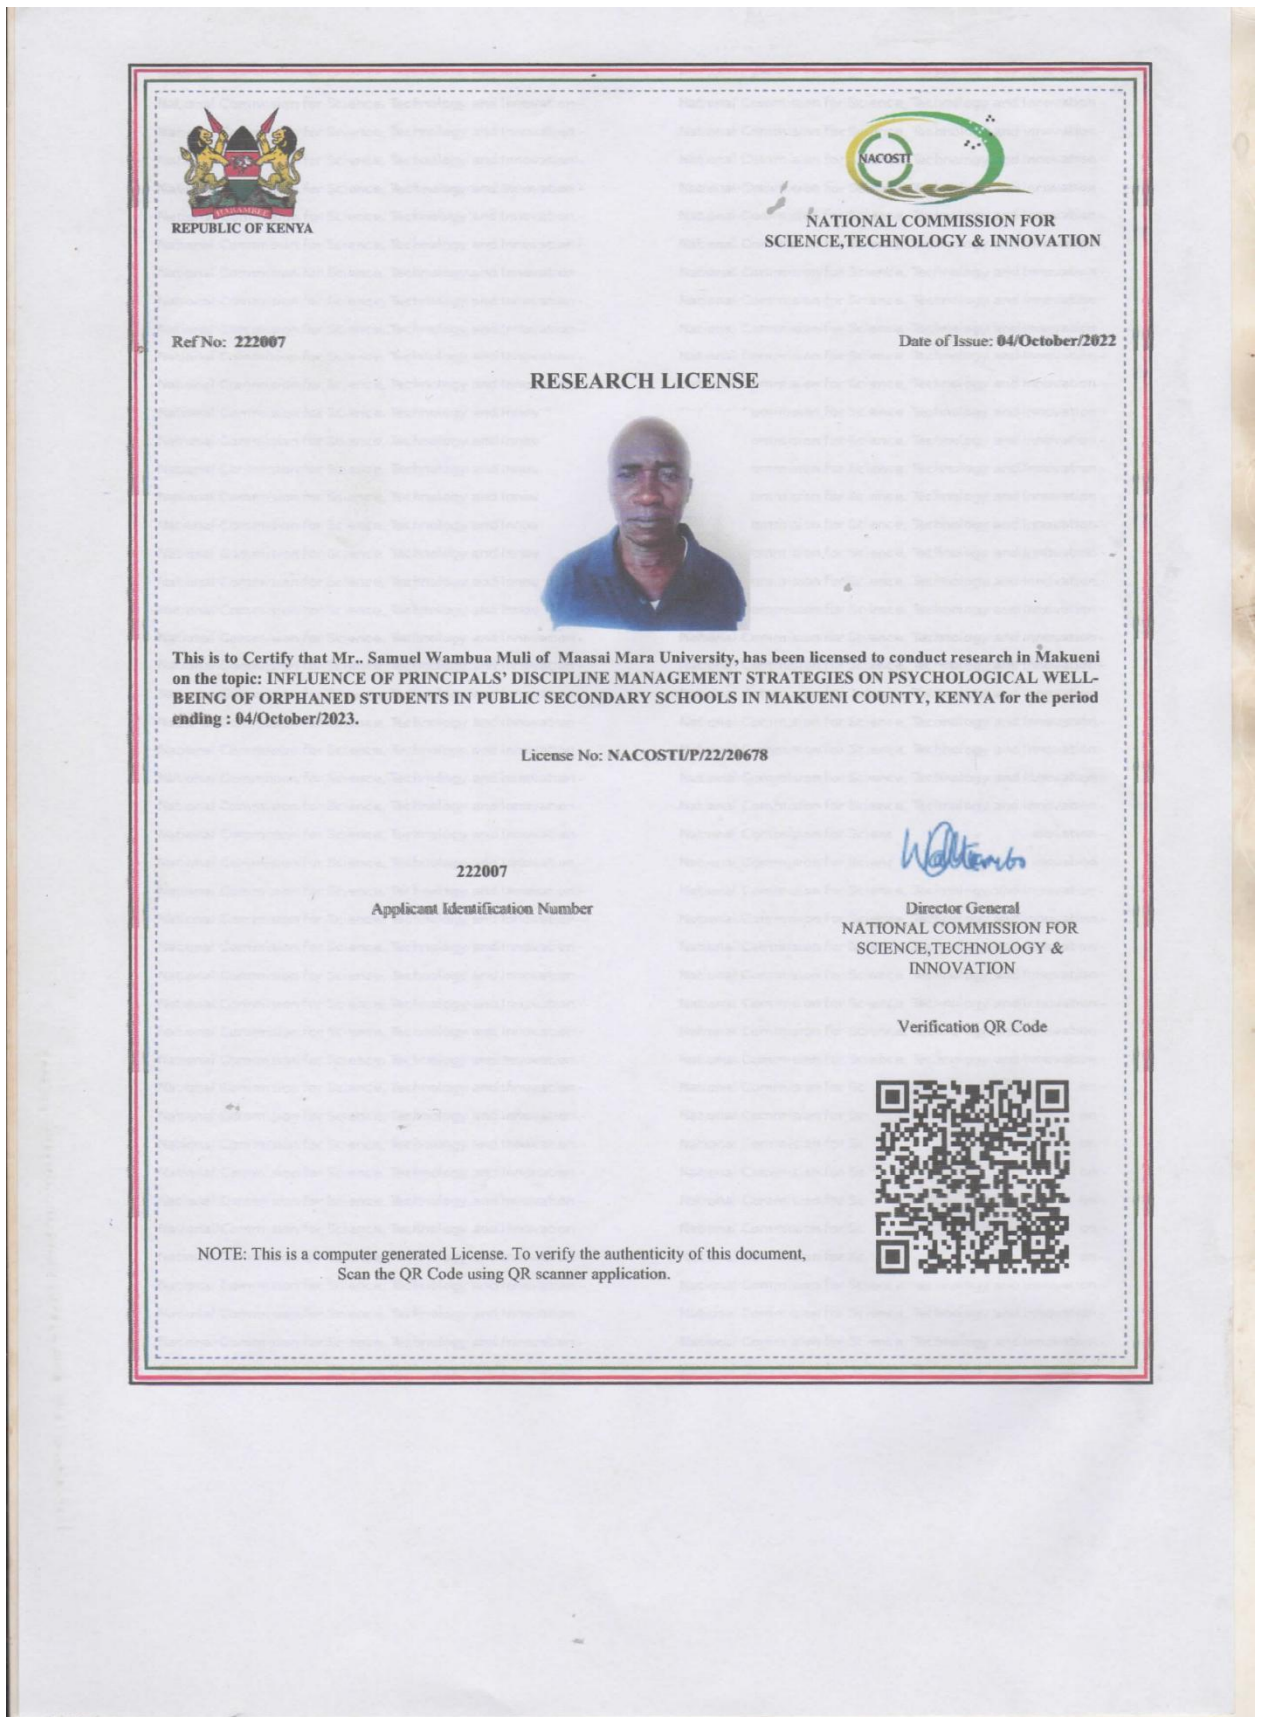 HARAMBEE
REPUBLIC OF KENYA
NACOSTI
NATIONAL COMMISSION FOR
SCIENCE,TECHNOLOGY & INNOVATION
Ref No: 222007
Date of Issue: 04/October/2022
RESEARCH LICENSE
This is to Certify that Mr.. Samuel Wambua Muli of Maasai Mara University, has been licensed to conduct research in Makueni
on the topic: INFLUENCE OF PRINCIPALS’ DISCIPLINE MANAGEMENT STRATEGIES ON PSYCHOLOGICAL WELL-
BEING OF ORPHANED STUDENTS IN PUBLIC SECONDARY SCHOOLS IN MAKUENI COUNTY, KENYA for the period
ending : 04/October/2023.
License No: NACOSTI/P/22/20678
222007
Applicant Identification Number
Director General
NATIONAL COMMISSION FOR
SCIENCE,TECHNOLOGY &
INNOVATION
Verification QR Code
NOTE: This is a computer generated License. To verify the authenticity of this document,
Scan the QR Code using QR scanner application.